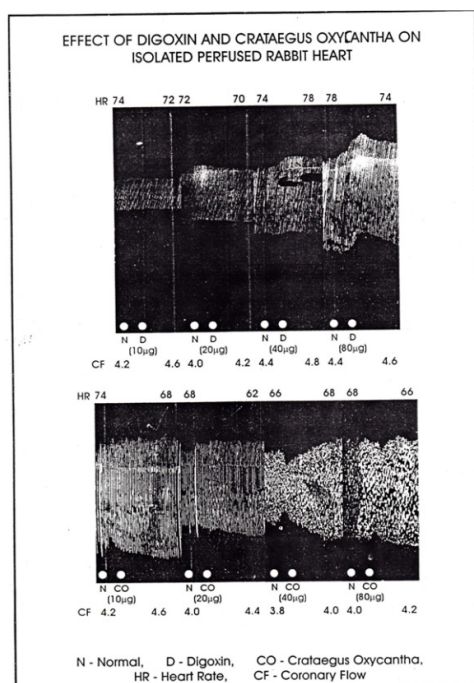 EFFECT OF DIGOXIN AND CRATAEGUS OXYCANTHA ON
ISOLATED PERFUSED RABBIT HEART
HR 74 72 72 70 74 78 78 74
N D N D N D N D
(10µg) (20µg) (40µg) (80µg)
CF 4.2 4.6 4.0 4.2 4.4 4.8 4.4 4.6
HR 74 68 68 62 66 68 68 66
N CO N CO N CO N CO
(10µg) (20µg) (40µg) (80µg)
CF 4.2 4.6 4.0 4.4 3.8 4.0 4.0 4.2
N - Normal, D - Digoxin, CO - Crataegus Oxycantha,
HR - Heart Rate, CF - Coronary Flow